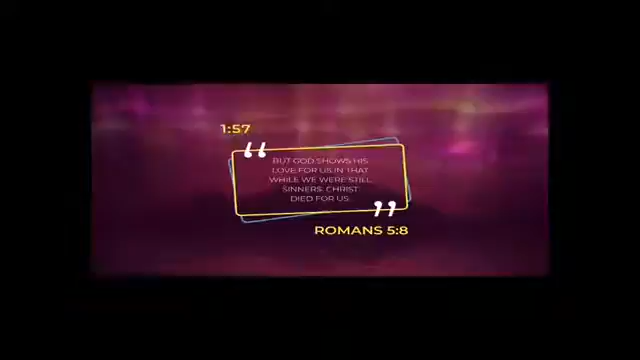 1:57
“
BUT GOD SHOWS HIS
LOVE FOR US IN THAT
WHILE WE WERE STILL
SINNERS, CHRIST
DIED FOR US.
”
ROMANS 5:8